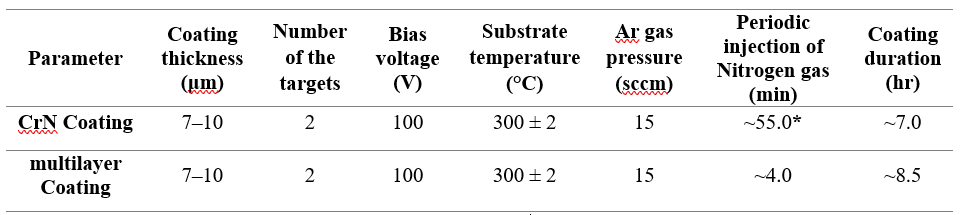 Parameter Coating thickness (µm) Number of the targets Bias voltage (V) Substrate temperature (°C) Ar gas pressure (sccm) Periodic injection of Nitrogen gas (min) Coating duration (hr)
CrN Coating 7–10 2 100 300 ± 2 15 ~55.0* ~7.0
multilayer Coating 7–10 2 100 300 ± 2 15 ~4.0 ~8.5